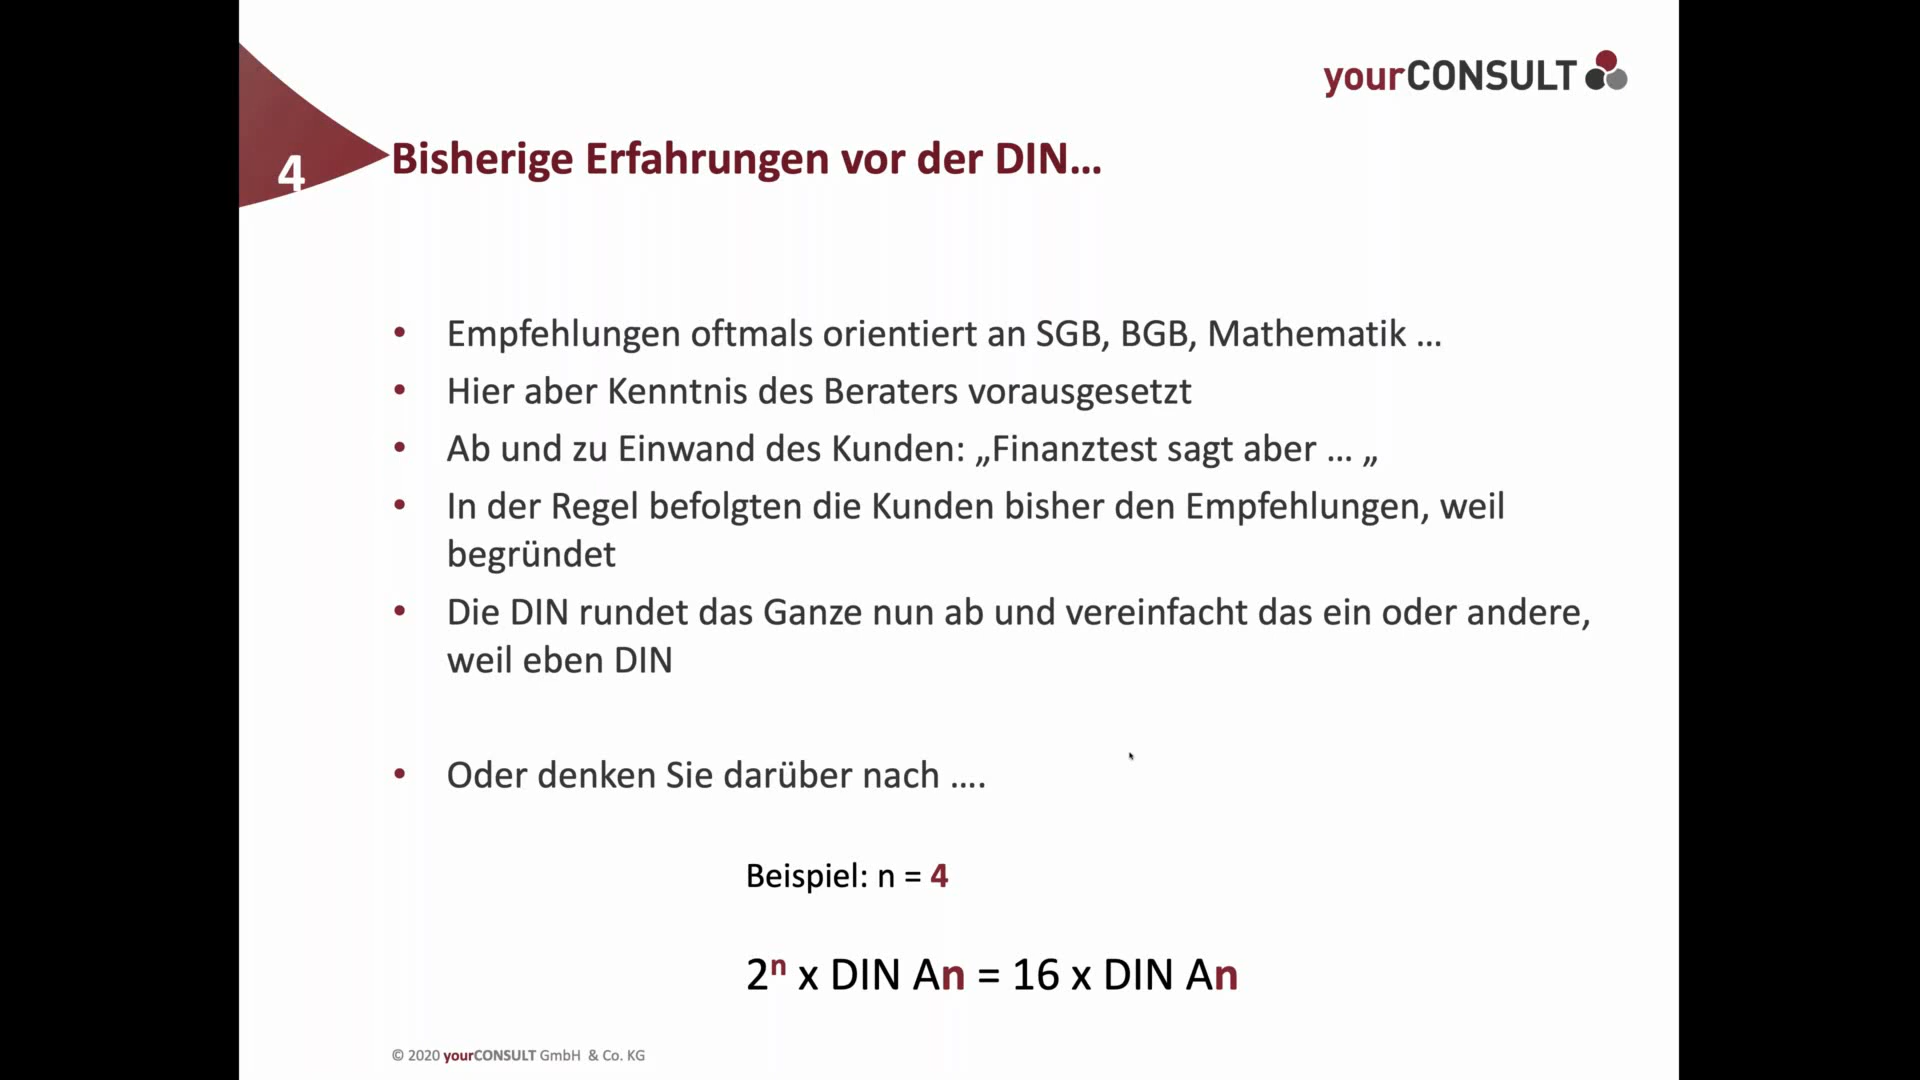 yourCONSULT
4
Bisherige Erfahrungen vor der DIN...
• Empfehlungen oftmals orientiert an SGB, BGB, Mathematik ...
• Hier aber Kenntnis des Beraters vorausgesetzt
• Ab und zu Einwand des Kunden: „Finanztest sagt aber ... „
• In der Regel befolgten die Kunden bisher den Empfehlungen, weil
begründet
• Die DIN rundet das Ganze nun ab und vereinfacht das ein oder andere,
weil eben DIN
• Oder denken Sie darüber nach ....
Beispiel: n = 4
2ⁿ x DIN An = 16 x DIN An
© 2020 yourCONSULT GmbH & Co. KG